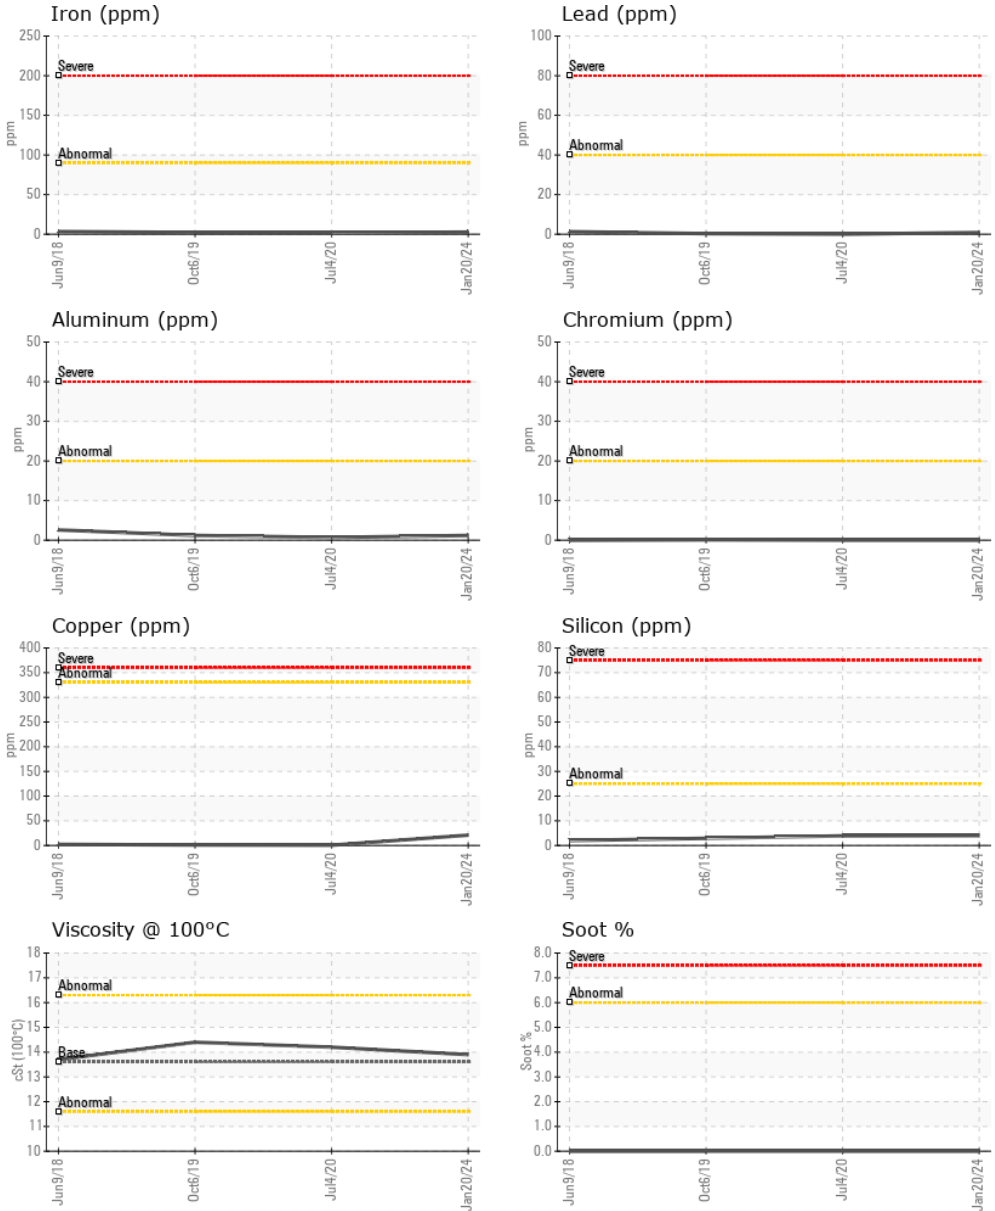 Iron (ppm)
250
200
150
100
50
0
ppm
Severe
Abnormal
Jun9/18
Oct6/19
Jul4/20
Jan20/24
Lead (ppm)
100
80
60
40
20
0
ppm
Severe
Abnormal
Jun9/18
Oct6/19
Jul4/20
Jan20/24
Aluminum (ppm)
50
40
30
20
10
0
ppm
Severe
Abnormal
Jun9/18
Oct6/19
Jul4/20
Jan20/24
Chromium (ppm)
50
40
30
20
10
0
ppm
Severe
Abnormal
Jun9/18
Oct6/19
Jul4/20
Jan20/24
Copper (ppm)
400
350
300
250
200
150
100
50
0
ppm
Severe
Abnormal
Jun9/18
Oct6/19
Jul4/20
Jan20/24
Silicon (ppm)
80
70
60
50
40
30
20
10
0
ppm
Severe
Abnormal
Jun9/18
Oct6/19
Jul4/20
Jan20/24
Viscosity @ 100°C
18
17
16
15
14
13
12
11
10
cSt (100°C)
Abnormal
Base
Abnormal
Jun9/18
Oct6/19
Jul4/20
Jan20/24
Soot %
8.0
7.0
6.0
5.0
4.0
3.0
2.0
1.0
0.0
Soot %
Severe
Abnormal
Jun9/18
Oct6/19
Jul4/20
Jan20/24